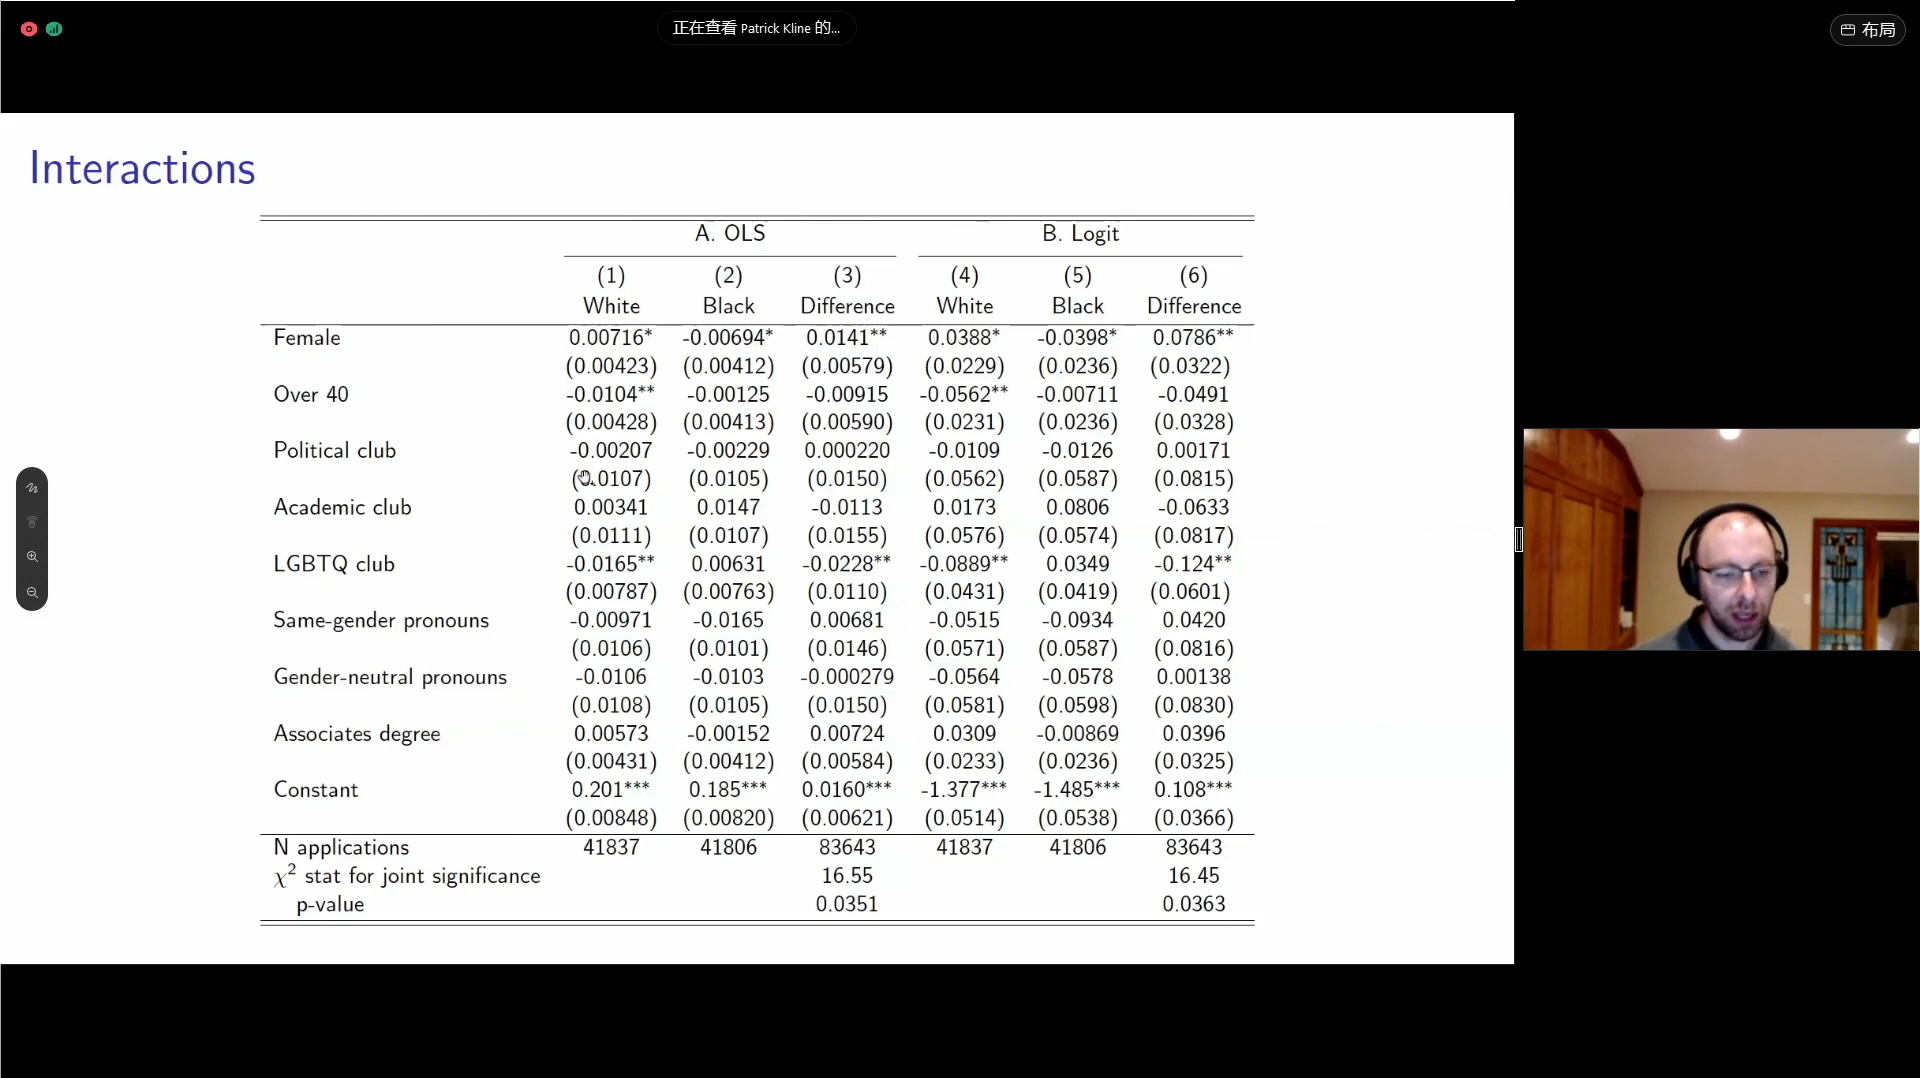 正在查看 Patrick Kline 的...
布局
Interactions
A. OLS B. Logit
(1) (2) (3) (4) (5) (6)
White Black Difference White Black Difference
Female 0.00716* -0.00694* 0.0141** 0.0388* -0.0398* 0.0786**
(0.00423) (0.00412) (0.00579) (0.0229) (0.0236) (0.0322)
Over 40 -0.0104** -0.00125 -0.00915 -0.0562** -0.00711 -0.0491
(0.00428) (0.00413) (0.00590) (0.0231) (0.0236) (0.0328)
Political club -0.00207 -0.00229 0.000220 -0.0109 -0.0126 0.00171
(0.0107) (0.0105) (0.0150) (0.0562) (0.0587) (0.0815)
Academic club 0.00341 0.0147 -0.0113 0.0173 0.0806 -0.0633
(0.0111) (0.0107) (0.0155) (0.0576) (0.0574) (0.0817)
LGBTQ club -0.0165** 0.00631 -0.0228** -0.0889** 0.0349 -0.124**
(0.00787) (0.00763) (0.0110) (0.0431) (0.0419) (0.0601)
Same-gender pronouns -0.00971 -0.0165 0.00681 -0.0515 -0.0934 0.0420
(0.0106) (0.0101) (0.0146) (0.0571) (0.0587) (0.0816)
Gender-neutral pronouns -0.0106 -0.0103 -0.000279 -0.0564 -0.0578 0.00138
(0.0108) (0.0105) (0.0150) (0.0581) (0.0598) (0.0830)
Associates degree 0.00573 -0.00152 0.00724 0.0309 -0.00869 0.0396
(0.00431) (0.00412) (0.00584) (0.0233) (0.0236) (0.0325)
Constant 0.201*** 0.185*** 0.0160*** -1.377*** -1.485*** 0.108***
(0.00848) (0.00820) (0.00621) (0.0514) (0.0538) (0.0366)
N applications 41837 41806 83643 41837 41806 83643
χ² stat for joint significance 16.55 16.45
p-value 0.0351 0.0363